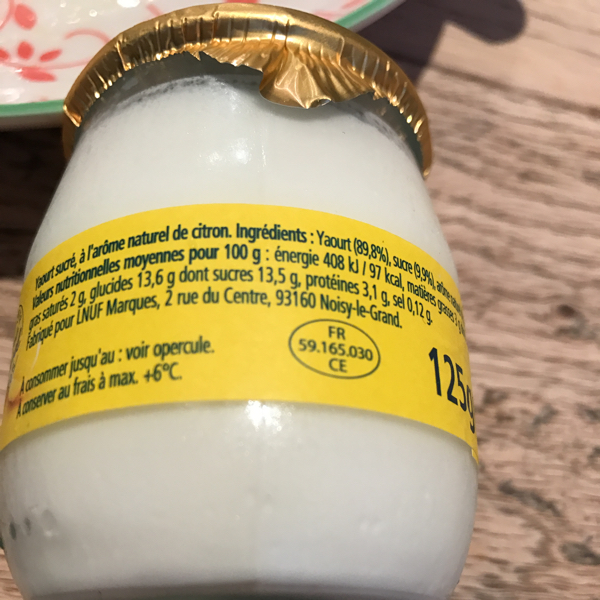 Yaourt sucré, à l'arôme naturel de citron. Ingrédients : Yaourt (89,8%), sucre (9,9%), arôme
Valeurs nutritionnelles moyennes pour 100 g : énergie 408 kJ / 97 kcal, matières grasses
gras saturés 2 g, glucides 13,6 g dont sucres 13,5 g, protéines 3,1 g, sel 0,12 g.
Fabriqué pour LNUF Marques, 2 rue du Centre, 93160 Noisy-le-Grand.
À consommer jusqu'au : voir opercule.
À conserver au frais à max. +6°C.
FR
59.165.030
CE
125g